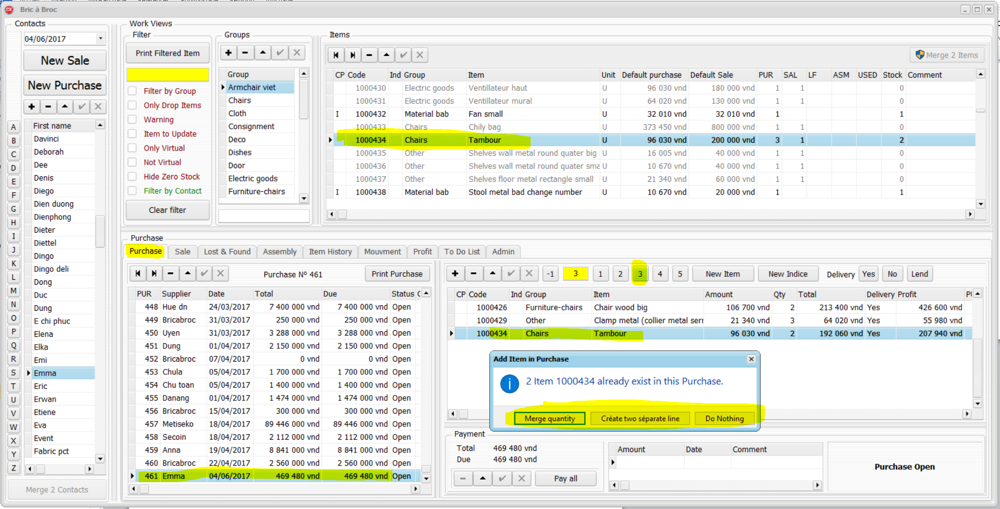 Bric à Broc
Contacts
04/06/2017
New Sale
New Purchase
First name
Davinci
Deborah
Dee
Denis
Diego
Dien duong
Dienphong
Dieter
Diettel
Dingo
Dingo deli
Dong
Duc
Dung
E chi phuc
Elena
Elka
Emi
Emma
Eric
Erwan
Etiene
Eva
Event
Fabric pct
A
B
C
D
E
F
G
H
I
J
K
L
M
N
O
P
Q
R
S
T
U
V
W
X
Y
Z
Merge 2 Contacts
Work Views
Filter
Print Filtered Item
Filter by Group
Only Drop Items
Warning
Item to Update
Only Virtual
Not Virtual
Hide Zero Stock
Filter by Contact
Clear filter
Groups
Group
Armchair viet
Chairs
Cloth
Consignment
Deco
Dishes
Door
Electric goods
Furniture-chairs
Items
Merge 2 Items
CP Code Ind Group Item Unit Default purchase Default Sale PUR SAL LF ASM USED Stock Comment
1000430 Electric goods Ventillateur haut U 96 030 vnd 180 000 vnd 1 1 0
1000431 Electric goods Ventillateur mural U 64 020 vnd 130 000 vnd 1 1 0
I 1000432 Material bab Fan small U 32 010 vnd 32 010 vnd 1 1
1000433 Chairs Chily bag U 373 450 vnd 800 000 vnd 1 1 0
1000434 Chairs Tambour U 96 030 vnd 200 000 vnd 3 1 2
1000435 Other Shelves wall metal round quater big U 16 005 vnd 40 000 vnd 1 1 0
1000436 Other Shelves wall metal round quater sma U 10 670 vnd 40 000 vnd 1 1 0
1000437 Other Shelves floor metal rectangle small U 21 340 vnd 60 000 vnd 1 1 0
I 1000438 Material bab Stool metal bad change number U 10 670 vnd 20 000 vnd 1 1
Purchase
Purchase Sale Lost & Found Assembly Item History Mouvment Profit To Do List Admin
Purchase Nº 461 Print Purchase
PUR Supplier Date Total Due Status
448 Hue dn 24/03/2017 7 400 000 vnd 7 400 000 vnd Open
449 Bricabroc 31/03/2017 250 000 vnd 250 000 vnd Open
450 Uyen 31/03/2017 3 288 000 vnd 3 288 000 vnd Open
451 Dung 01/04/2017 2 150 000 vnd 2 150 000 vnd Open
452 Bricabroc 07/04/2017 0 vnd 0 vnd Open
453 Chula 05/04/2017 1 700 000 vnd 1 700 000 vnd Open
454 Chu toan 05/04/2017 1 400 000 vnd 1 400 000 vnd Open
455 Danang 01/04/2017 1 474 000 vnd 1 474 000 vnd Open
456 Bricabroc 15/04/2017 300 000 vnd 300 000 vnd Open
457 Metiseko 18/04/2017 89 446 000 vnd 89 446 000 vnd Open
458 Secoin 18/04/2017 2 112 000 vnd 2 112 000 vnd Open
459 Anna 19/04/2017 8 841 000 vnd 8 841 000 vnd Open
460 Bricabroc 22/04/2017 2 560 000 vnd 2 560 000 vnd Open
461 Emma 04/06/2017 469 480 vnd 469 480 vnd Open
-1 3 1 2 3 4 5 New Item New Indice Delivery Yes No Lend
CP Code Ind Group Item Amount Qty Total Delivery Profit
1000426 Furniture-chairs Chair wood big 106 700 vnd 2 213 400 vnd Yes 426 600 vnd
1000429 Other Clamp metal (collier metal serr 21 340 vnd 3 64 020 vnd Yes 55 980 vnd
1000434 Chairs Tambour 96 030 vnd 2 192 060 vnd Yes 207 940 vnd
Add Item in Purchase
2 Item 1000434 already exist in this Purchase.
Merge quantity Créate two séparate line Do Nothing
Payment
Total 469 480 vnd
Due 469 480 vnd
Pay all
Amount Date Comment
Purchase Open